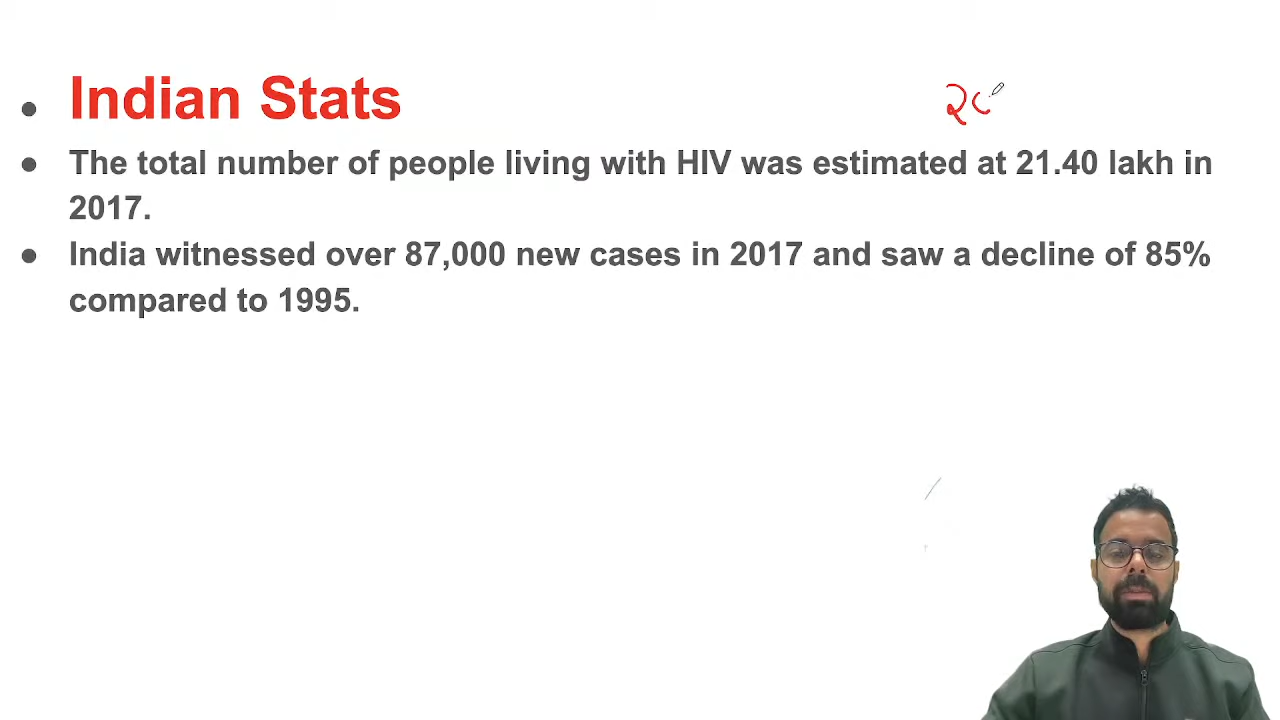 Indian Stats
The total number of people living with HIV was estimated at 21.40 lakh in
2017.
India witnessed over 87,000 new cases in 2017 and saw a decline of 85%
compared to 1995.